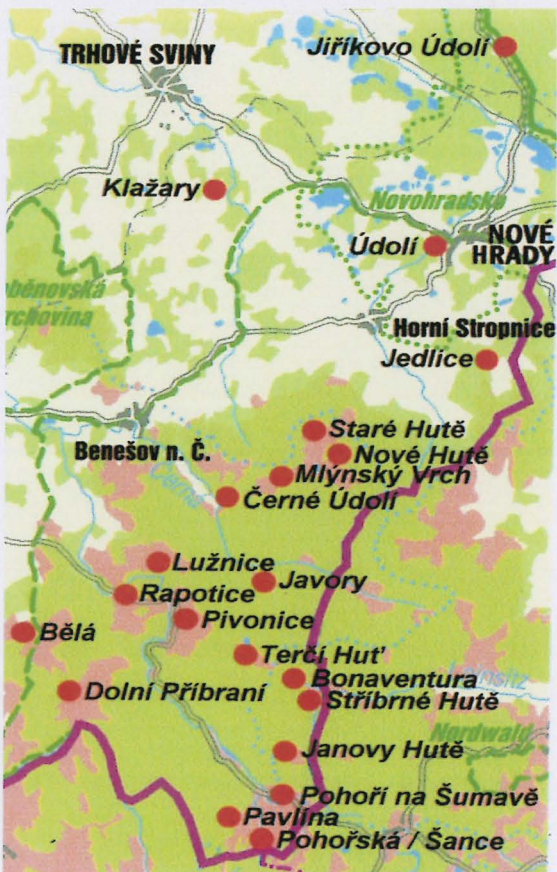 TRHOVÉ SVINY
Jiříkovo Údolí
Klažary
Novohradsko
Údolí
NOVÉ
HRADY
Horní Stropnice
Jedlice
Benešov n. Č.
Staré Hutě
Nové Hutě
Mlýnský Vrch
Černá
Černé Údolí
Lužnice
Javory
Rapotice
Pivonice
Bělá
Terčí Huť
Bonaventura
Dolní Příbraní
Stříbrné Hutě
Nordwald
Janovy Hutě
Pohoří na Šumavě
Pavlína
Pohořská / Šance